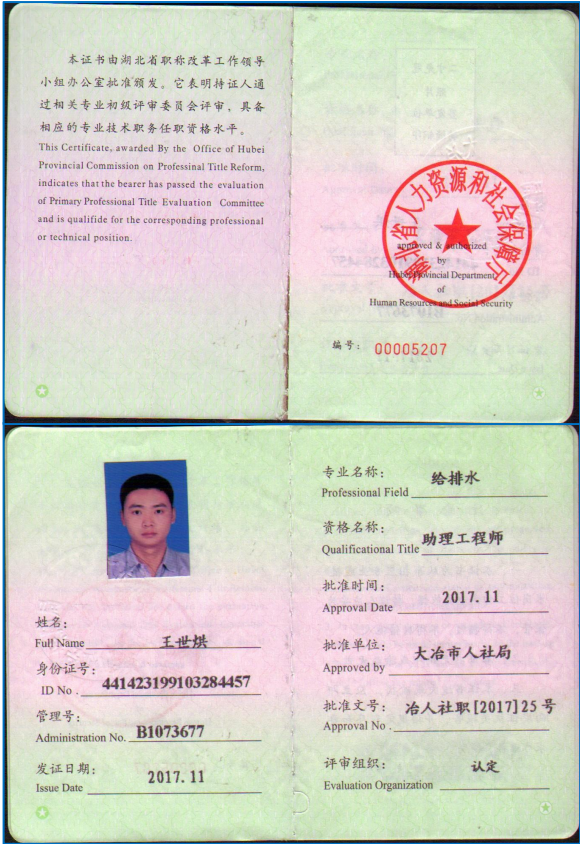 本证书由湖北省职称改革工作领导
小组办公室批准颁发。它表明持证人通
过相关专业初级评审委员会评审，具备
相应的专业技术职务任职资格水平。
This Certificate, awarded By the Office of Hubei
Provincial Commission on Professinal Title Reform,
indicates that the bearer has passed the evaluation
of Primary Professional Title Evaluation Committee
and is qualifide for the corresponding professional
or technical position.
湖北省人力资源和社会保障厅
approved & authorized
by
Hubei Provincial Department
of
Human Resources and Social Security
编号： 00005207
姓名：
Full Name 王世烘
身份证号：
ID No . 441423199103284457
管理号：
Administration No. B1073677
发证日期：
Issue Date 2017.11
专业名称：
Professional Field 给排水
资格名称：
Qualificational Title 助理工程师
批准时间：
Approval Date 2017.11
批准单位：
Approved by 大冶市人社局
批准文号： 冶人社职[2017]25号
Approval No .
评审组织： 认定
Evaluation Organization